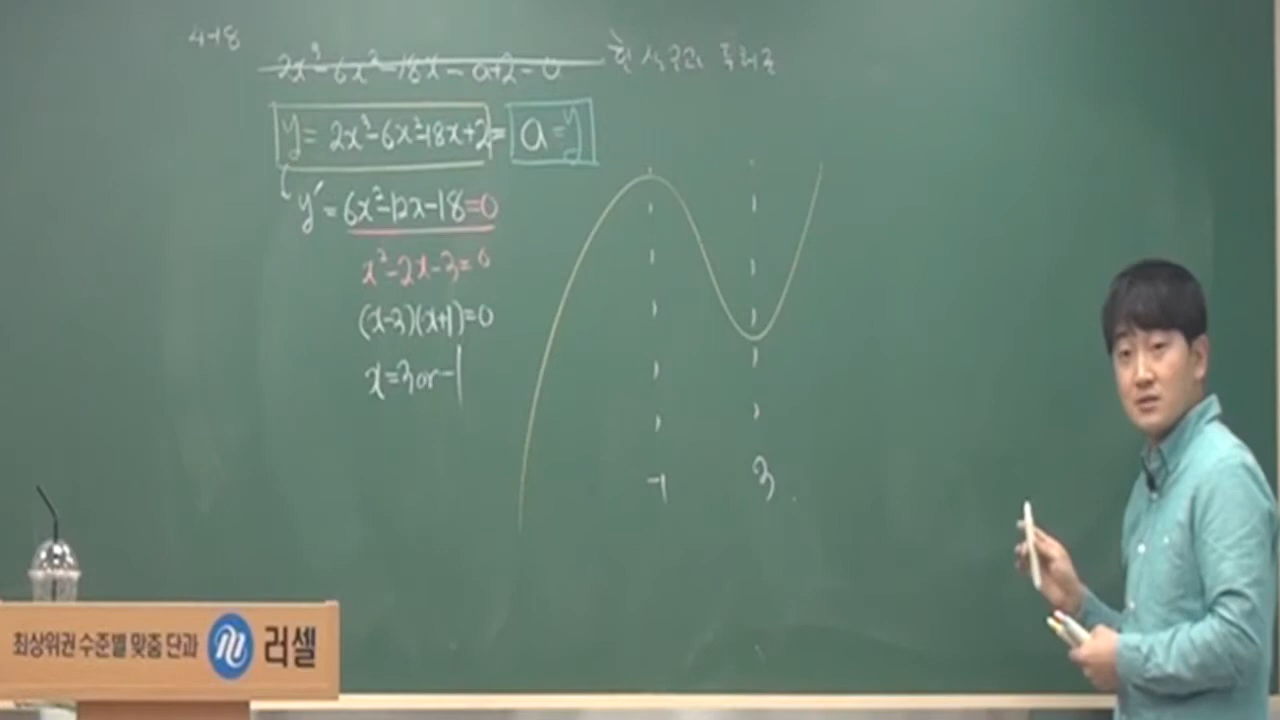 4-18
2x³-6x²-18x-a+2=0
y= 2x³-6x²-18x+2= a=y
y′=6x²-12x-18=0
x²-2x-3=0
(x-3)(x+1)=0
x=3 or -1
-1 3
최상위권 수준별 맞춤 단과 러셀